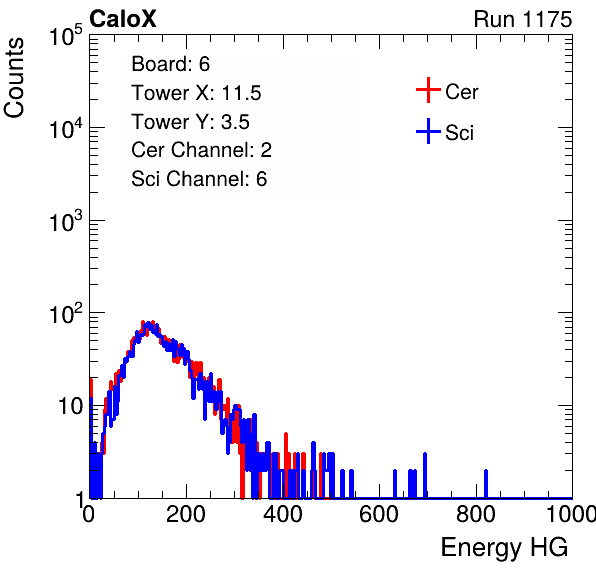 CaloX Run 1175
Counts
10^5
10^4
10^3
10^2
10
1
Board: 6
Tower X: 11.5
Tower Y: 3.5
Cer Channel: 2
Sci Channel: 6
Cer
Sci
0 200 400 600 800 1000
Energy HG